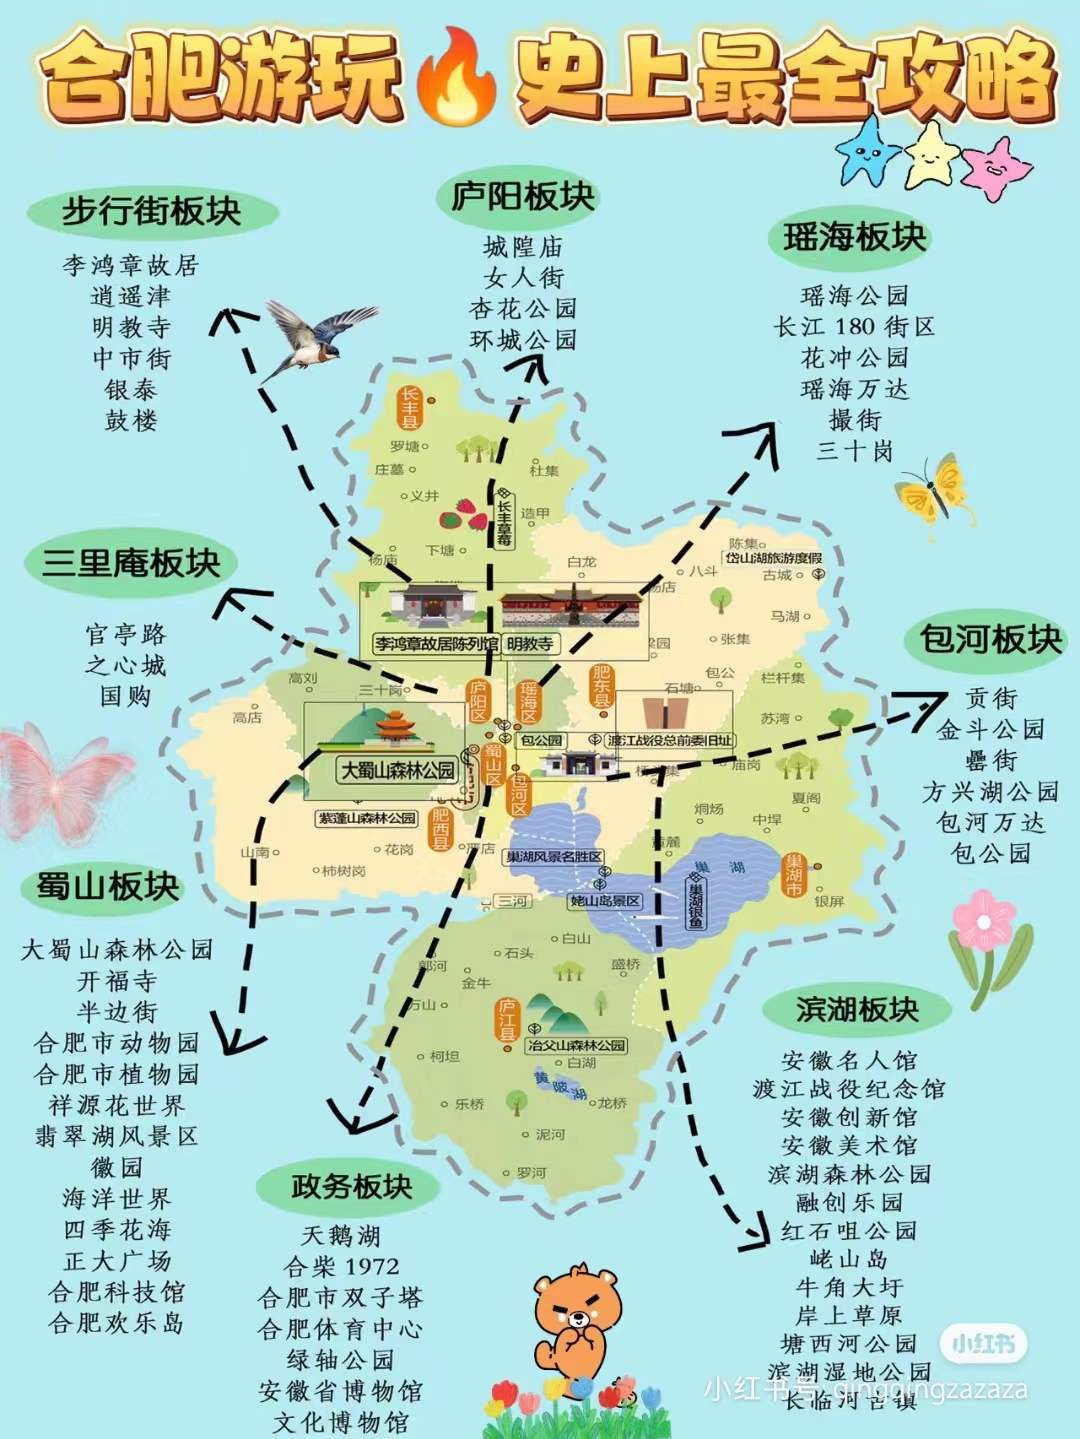 合肥游玩🔥史上最全攻略
步行街板块
李鸿章故居
逍遥津
明教寺
中市街
银泰
鼓楼
庐阳板块
城隍庙
女人街
杏花公园
环城公园
瑶海板块
瑶海公园
长江180街区
花冲公园
瑶海万达
撮街
三十岗
三里庵板块
官亭路
之心城
国购
包河板块
贡街
金斗公园
罍街
方兴湖公园
包河万达
包公园
蜀山板块
大蜀山森林公园
开福寺
半边街
合肥市动物园
合肥市植物园
祥源花世界
翡翠湖风景区
徽园
海洋世界
四季花海
正大广场
合肥科技馆
合肥欢乐岛
政务板块
天鹅湖
合柴1972
合肥市双子塔
合肥体育中心
绿轴公园
安徽省博物馆
文化博物馆
滨湖板块
安徽名人馆
渡江战役纪念馆
安徽创新馆
安徽美术馆
滨湖森林公园
融创乐园
红石咀公园
峔山岛
牛角大圩
岸上草原
塘西河公园
滨湖湿地公园
长临河古镇
长丰县
罗塘
庄墓
义井
杜集
长丰草莓
造甲
下塘
杨庙
白龙
陈集
岱山湖旅游度假
八斗
古城
杨店
马湖
李鸿章故居陈列馆
明教寺
梁园
张集
高刘
三十岗
庐阳区
瑶海区
肥东县
石塘
包公
栏杆集
高店
苏湾
包公园
渡江战役总前委旧址
大蜀山森林公园
蜀山区
包河区
桥头集
庙岗
夏阁
紫蓬山森林公园
肥西县
炯炀
中垾
黄麓
山南
花岗
严店
柿树岗
巢湖风景名胜区
巢湖
巢湖市
姥山岛景区
巢湖银鱼
银屏
三河
白山
石头
郭河
金牛
盛桥
万山
庐江县
冶父山森林公园
柯坦
白湖
黄陂湖
乐桥
龙桥
泥河
罗河
小红书
小红书号 qingqingzazaza